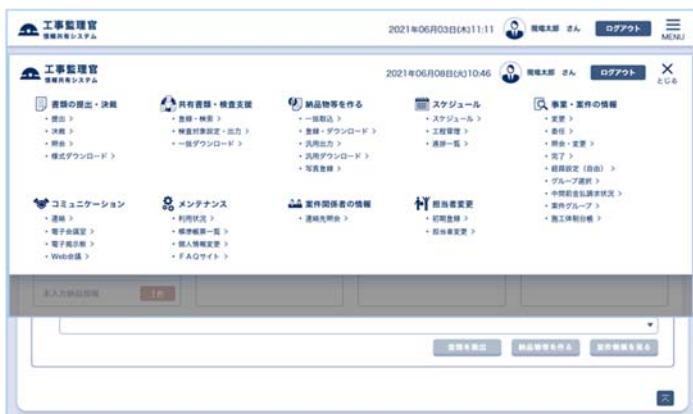 工事監理官
情報共有システム
2021年06月03日(木)11:11
現場太郎 さん
ログアウト
MENU
工事監理官
情報共有システム
2021年06月08日(火)10:46
現場太郎 さん
ログアウト
とじる
書類の提出・決裁
・提出 >
・決裁 >
・照会 >
・様式ダウンロード >
共有書類・検査支援
・登録・検索 >
・検査対象設定・出力 >
・一括ダウンロード >
納品物等を作る
・一括取込 >
・登録・ダウンロード >
・汎用出力 >
・汎用ダウンロード >
・写真登録 >
スケジュール
・スケジュール >
・工程管理 >
・進捗一覧 >
事業・案件の情報
・変更 >
・委任 >
・照会・変更 >
・完了 >
・経路設定（自由） >
・グループ選択 >
・中間前金払請求状況 >
・案件グループ >
・施工体制台帳 >
コミュニケーション
・連絡 >
・電子会議室 >
・電子掲示板 >
・Web会議 >
メンテナンス
・利用状況 >
・標準帳票一覧 >
・個人情報変更 >
・ＦＡＱサイト >
案件関係者の情報
・連絡先照会 >
担当者変更
・初期登録 >
・担当者変更 >
未入力納品情報
1件
書類を提出
納品物等を作る
案件情報を見る